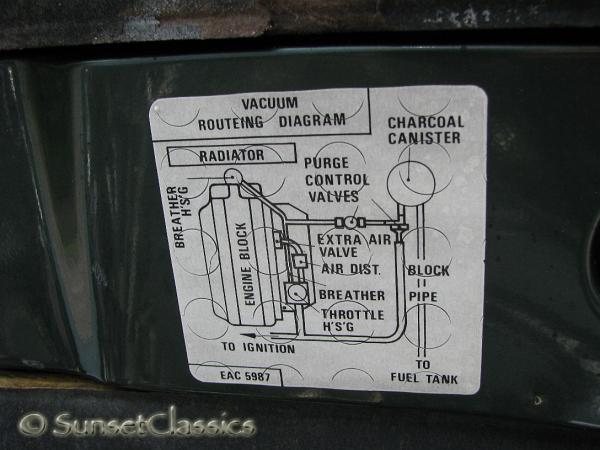 VACUUM
ROUTEING DIAGRAM
CHARCOAL
CANISTER
RADIATOR
PURGE
CONTROL
VALVES
BREATHER
H'S'G
ENGINE BLOCK
EXTRA AIR
VALVE
AIR DIST.
BLOCK
BREATHER
PIPE
THROTTLE
H'S'G
TO IGNITION
TO
FUEL TANK
EAC 5987
© SunsetClassics